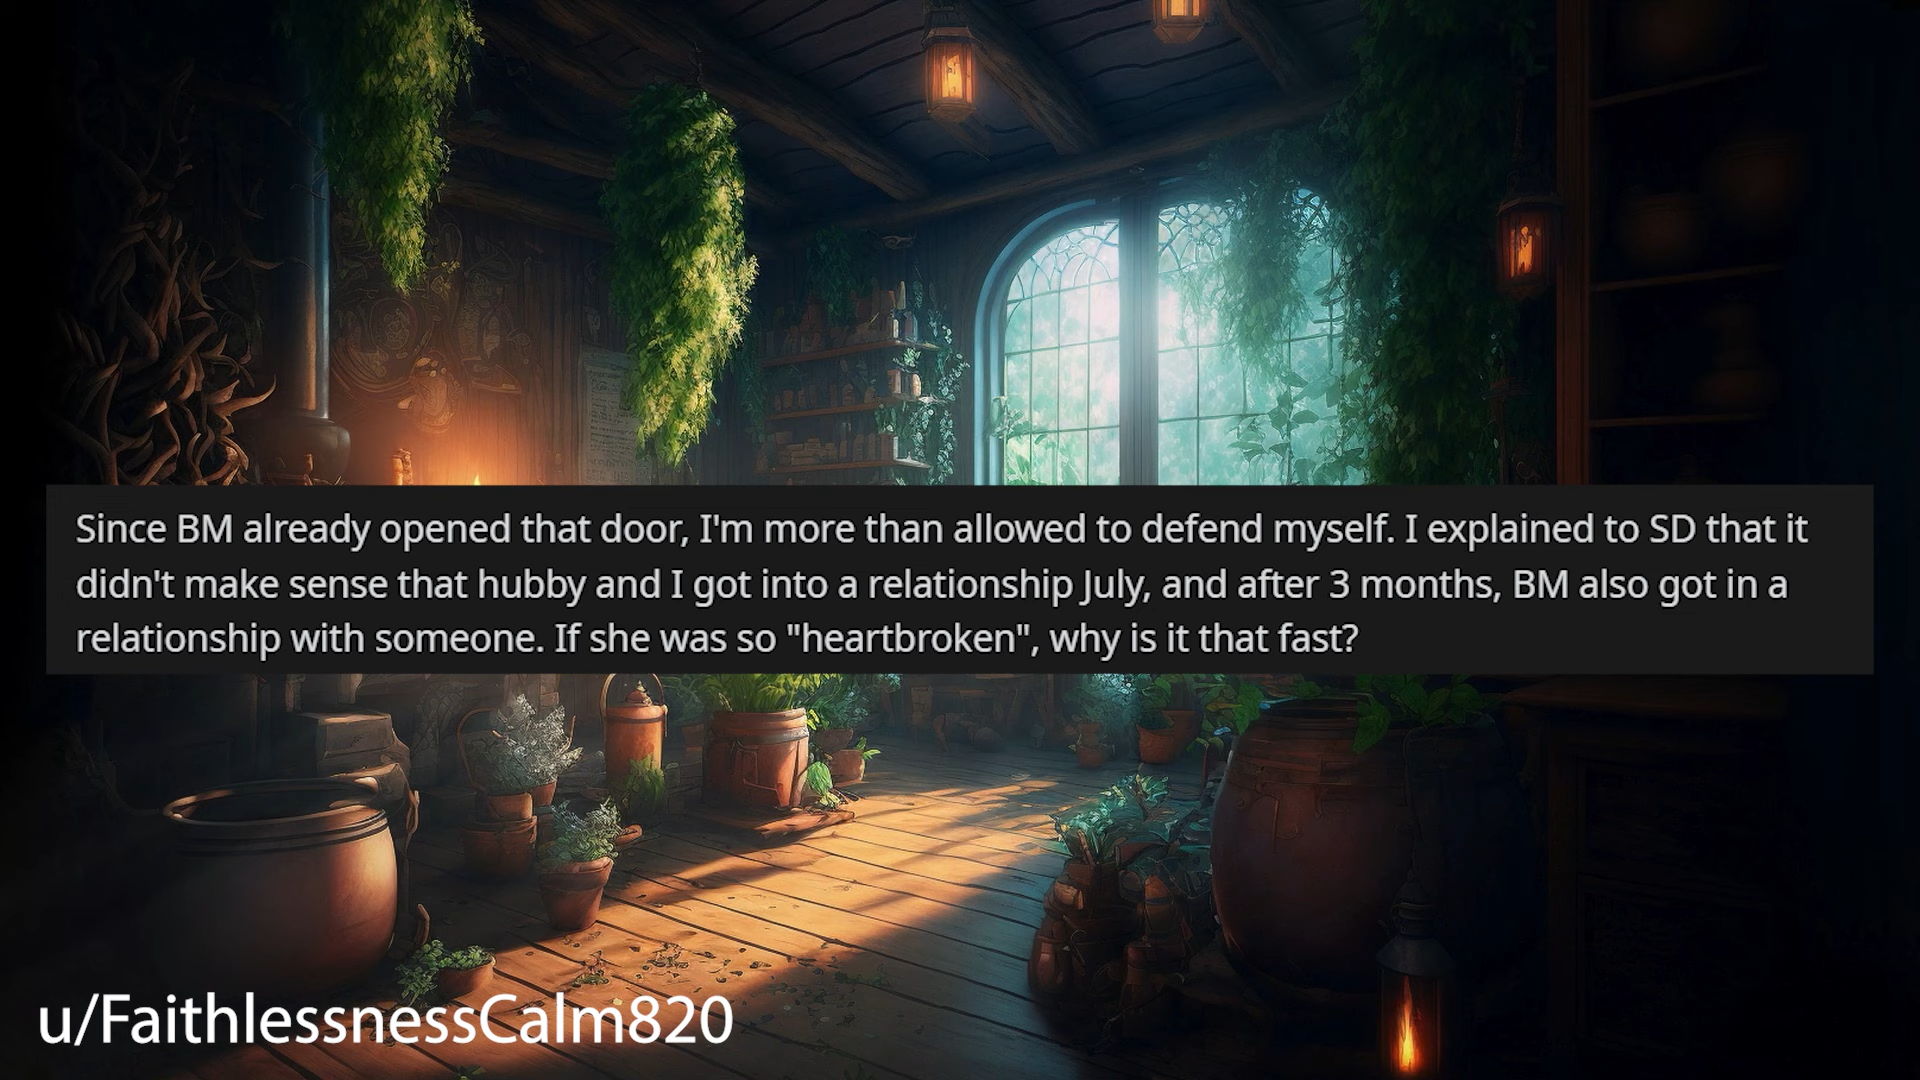 Since BM already opened that door, I'm more than allowed to defend myself. I explained to SD that it
didn't make sense that hubby and I got into a relationship July, and after 3 months, BM also got in a
relationship with someone. If she was so "heartbroken", why is it that fast?
u/FaithlessnessCalm820